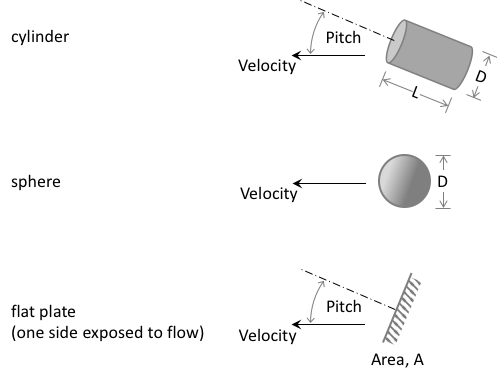 cylinder
Pitch
Velocity
D
L
sphere
Velocity
D
flat plate
(one side exposed to flow)
Pitch
Velocity
Area, A